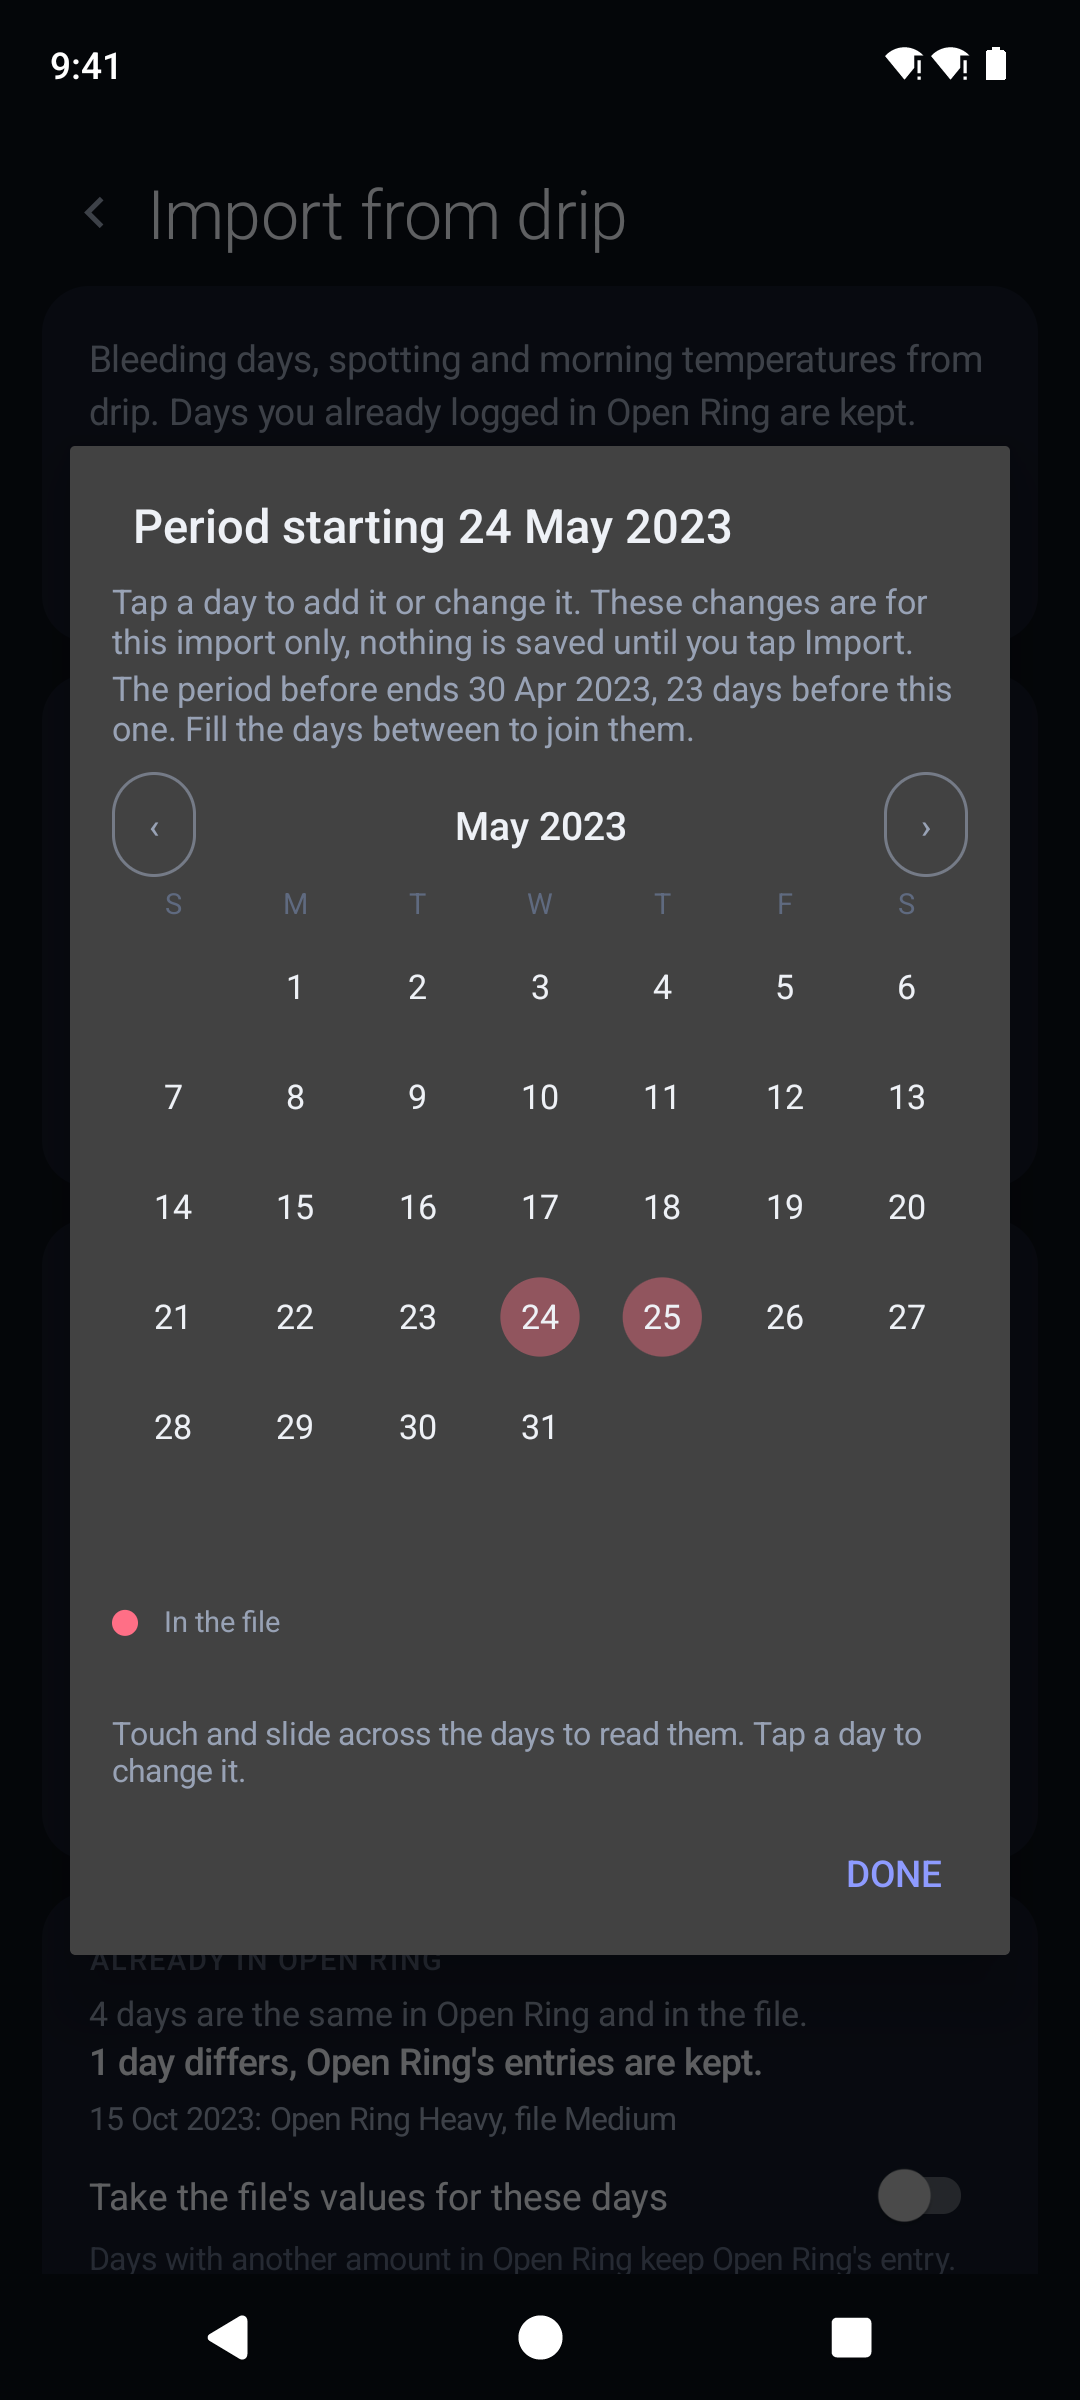 9:41
Import from drip
Bleeding days, spotting and morning temperatures from
drip. Days you already logged in Open Ring are kept.
Period starting 24 May 2023
Tap a day to add it or change it. These changes are for
this import only, nothing is saved until you tap Import.
The period before ends 30 Apr 2023, 23 days before this
one. Fill the days between to join them.
‹ May 2023 ›
S M T W T F S
1 2 3 4 5 6
7 8 9 10 11 12 13
14 15 16 17 18 19 20
21 22 23 24 25 26 27
28 29 30 31
In the file
Touch and slide across the days to read them. Tap a day to
change it.
DONE
ALREADY IN OPEN RING
4 days are the same in Open Ring and in the file.
1 day differs, Open Ring's entries are kept.
15 Oct 2023: Open Ring Heavy, file Medium
Take the file's values for these days
Days with another amount in Open Ring keep Open Ring's entry.